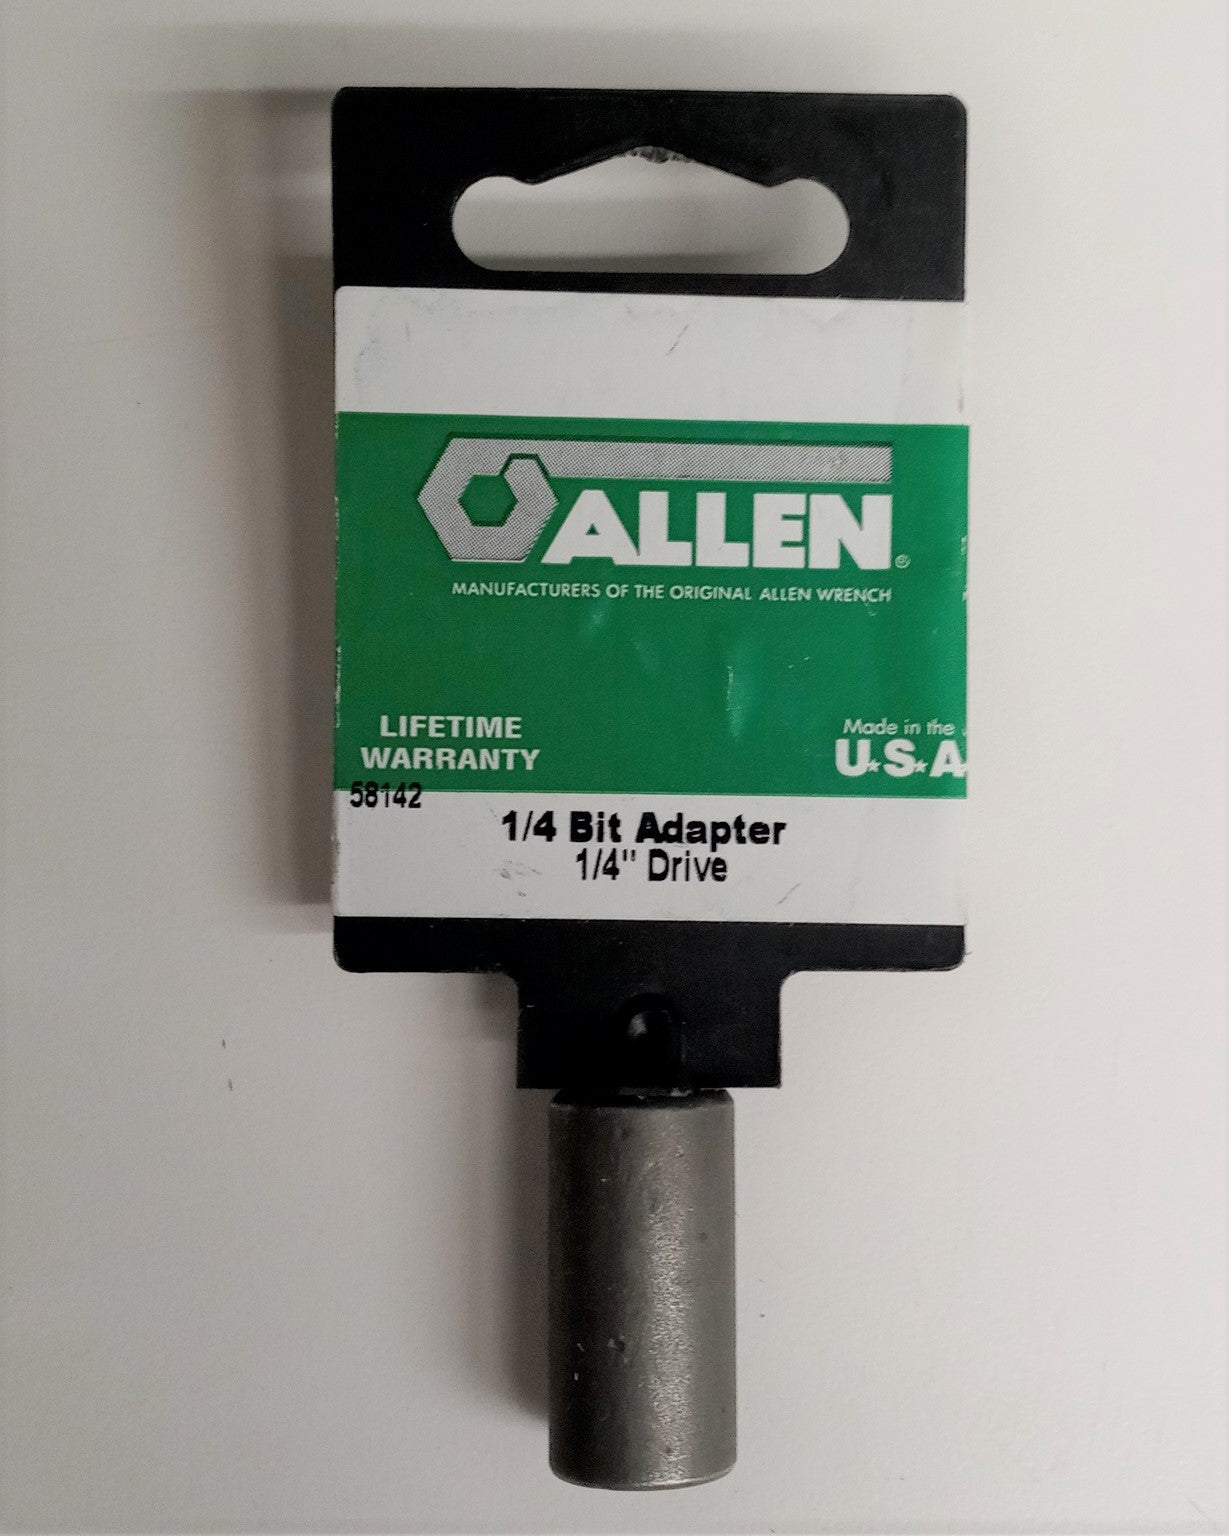 ALLEN®
MANUFACTURERS OF THE ORIGINAL ALLEN WRENCH
LIFETIME
WARRANTY
Made in the
U.S.A
58142
1/4 Bit Adapter
1/4" Drive